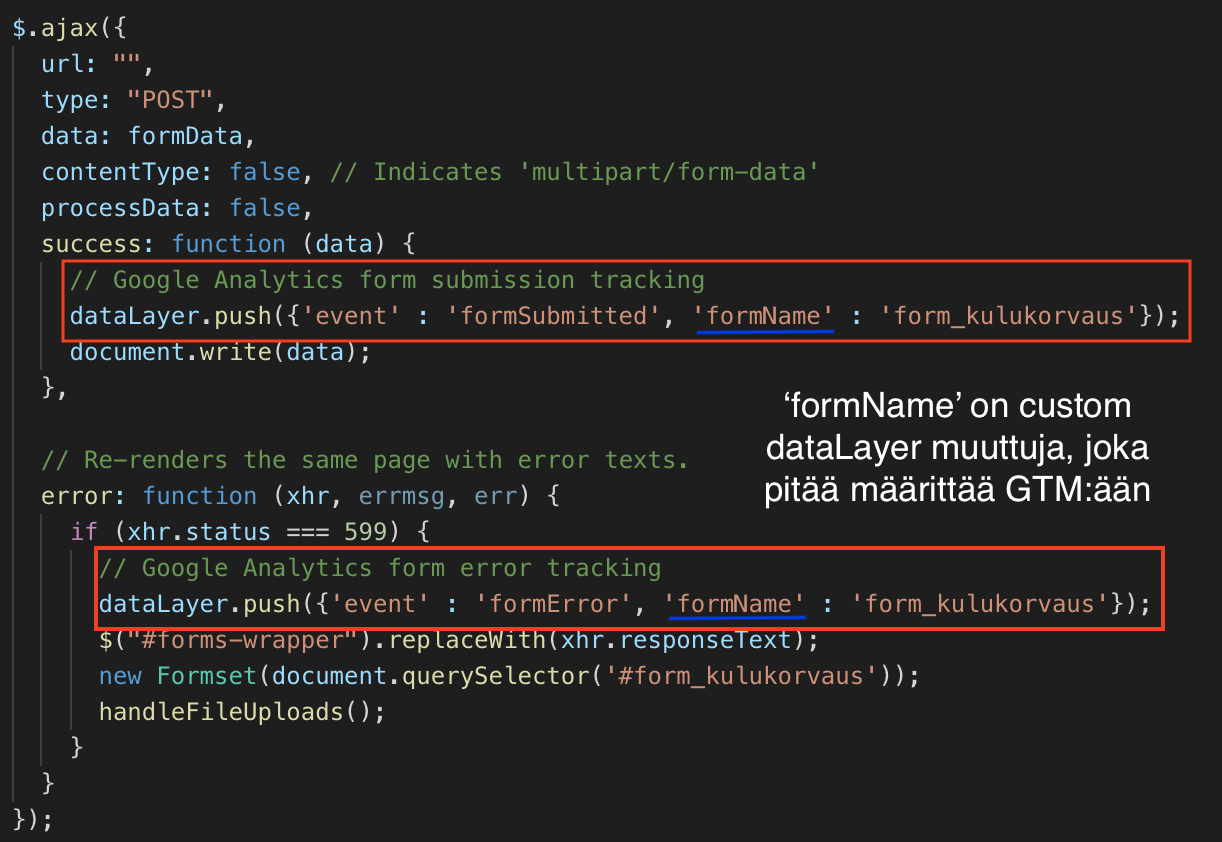 $.ajax({
url: "",
type: "POST",
data: formData,
contentType: false, // Indicates 'multipart/form-data'
processData: false,
success: function (data) {
// Google Analytics form submission tracking
dataLayer.push({'event' : 'formSubmitted', 'formName' : 'form_kulukorvaus'});
document.write(data);
},
‘formName’ on custom
dataLayer muuttuja, joka
pitää määrittää GTM:ään
// Re-renders the same page with error texts.
error: function (xhr, errmsg, err) {
if (xhr.status === 599) {
// Google Analytics form error tracking
dataLayer.push({'event' : 'formError', 'formName' : 'form_kulukorvaus'});
$("#forms-wrapper").replaceWith(xhr.responseText);
new Formset(document.querySelector('#form_kulukorvaus'));
handleFileUploads();
}
}
});